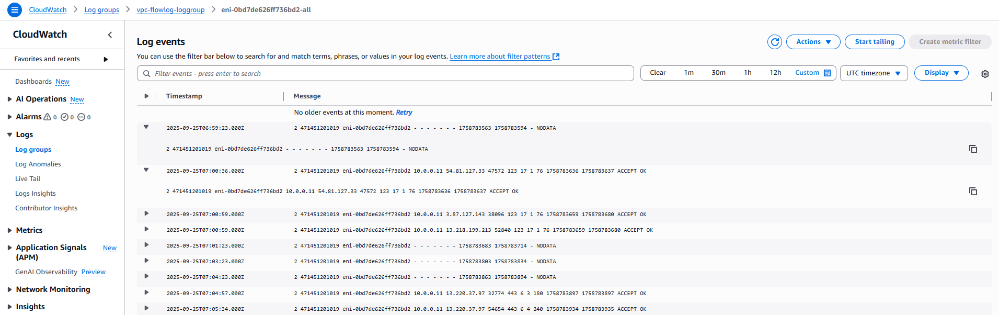 CloudWatch > Log groups > vpc-flowlog-loggroup > eni-0bd7de626ff736bd2-all
CloudWatch
Favorites and recents
Dashboards New
AI Operations New
Alarms 0 0 0
Logs
Log groups
Log Anomalies
Live Tail
Logs Insights
Contributor Insights
Metrics
Application Signals New
(APM)
GenAI Observability Preview
Network Monitoring
Insights
Log events
Actions
Start tailing
Create metric filter
You can use the filter bar below to search for and match terms, phrases, or values in your log events. Learn more about filter patterns
Filter events - press enter to search
Clear 1m 30m 1h 12h Custom
UTC timezone
Display
Timestamp Message
No older events at this moment. Retry
2025-09-25T06:59:23.000Z 2 471451201019 eni-0bd7de626ff736bd2 - - - - - - - 1758783563 1758783594 - NODATA
2 471451201019 eni-0bd7de626ff736bd2 - - - - - - - 1758783563 1758783594 - NODATA
2025-09-25T07:00:36.000Z 2 471451201019 eni-0bd7de626ff736bd2 10.0.0.11 54.81.127.33 47572 123 17 1 76 1758783636 1758783637 ACCEPT OK
2 471451201019 eni-0bd7de626ff736bd2 10.0.0.11 54.81.127.33 47572 123 17 1 76 1758783636 1758783637 ACCEPT OK
2025-09-25T07:00:59.000Z 2 471451201019 eni-0bd7de626ff736bd2 10.0.0.11 3.87.127.143 38096 123 17 1 76 1758783659 1758783680 ACCEPT OK
2025-09-25T07:00:59.000Z 2 471451201019 eni-0bd7de626ff736bd2 10.0.0.11 13.218.199.213 52840 123 17 1 76 1758783659 1758783680 ACCEPT OK
2025-09-25T07:01:23.000Z 2 471451201019 eni-0bd7de626ff736bd2 - - - - - - - 1758783683 1758783714 - NODATA
2025-09-25T07:03:23.000Z 2 471451201019 eni-0bd7de626ff736bd2 - - - - - - - 1758783803 1758783834 - NODATA
2025-09-25T07:04:23.000Z 2 471451201019 eni-0bd7de626ff736bd2 - - - - - - - 1758783863 1758783894 - NODATA
2025-09-25T07:04:57.000Z 2 471451201019 eni-0bd7de626ff736bd2 10.0.0.11 13.220.37.97 32774 443 6 3 180 1758783897 1758783897 ACCEPT OK
2025-09-25T07:05:34.000Z 2 471451201019 eni-0bd7de626ff736bd2 10.0.0.11 13.220.37.97 54654 443 6 4 240 1758783934 1758783935 ACCEPT OK